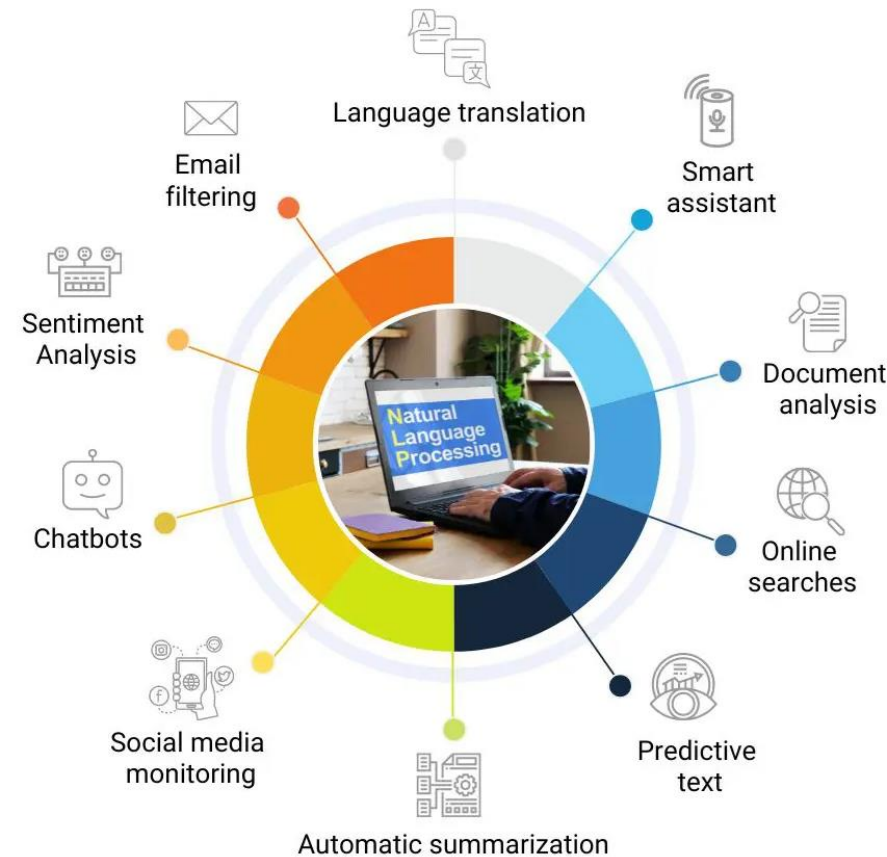 A
文
Language translation
Smart
assistant
Document
analysis
Online
searches
Predictive
text
Automatic summarization
Social media
monitoring
f
Chatbots
Sentiment
Analysis
Email
filtering
Natural
Language
Processing